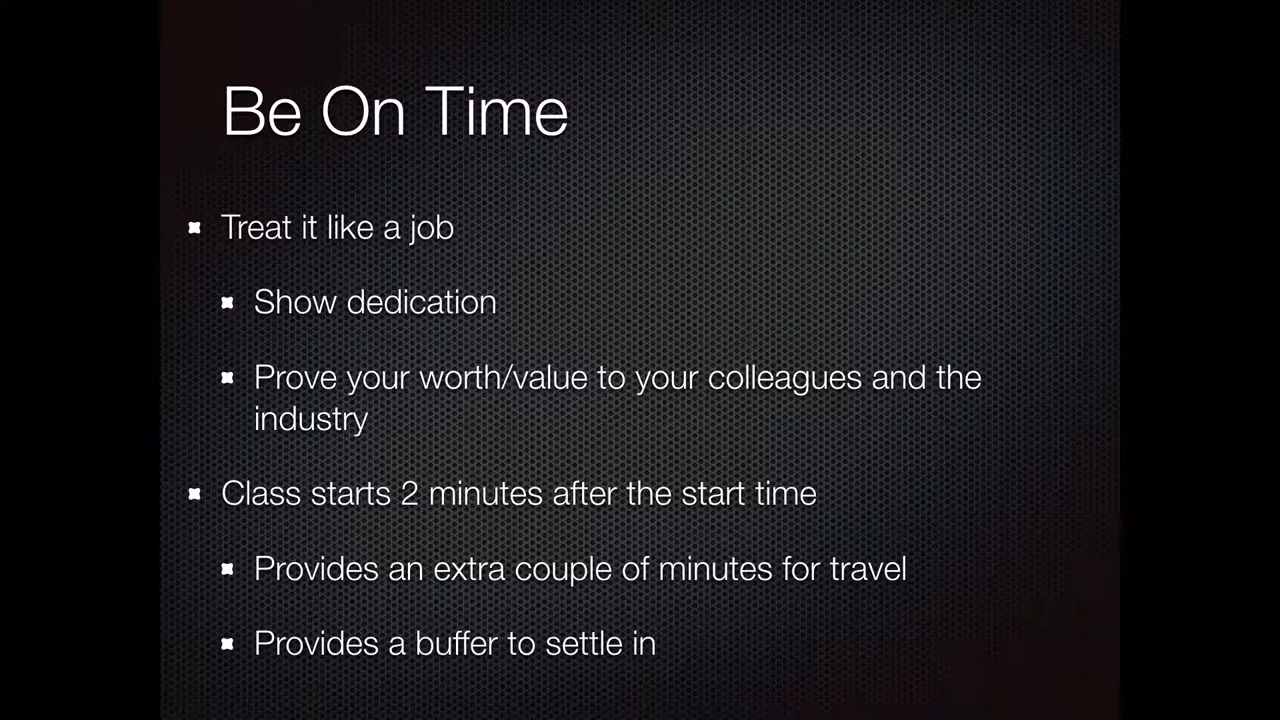 Be On Time
Treat it like a job
Show dedication
Prove your worth/value to your colleagues and the
industry
Class starts 2 minutes after the start time
Provides an extra couple of minutes for travel
Provides a buffer to settle in